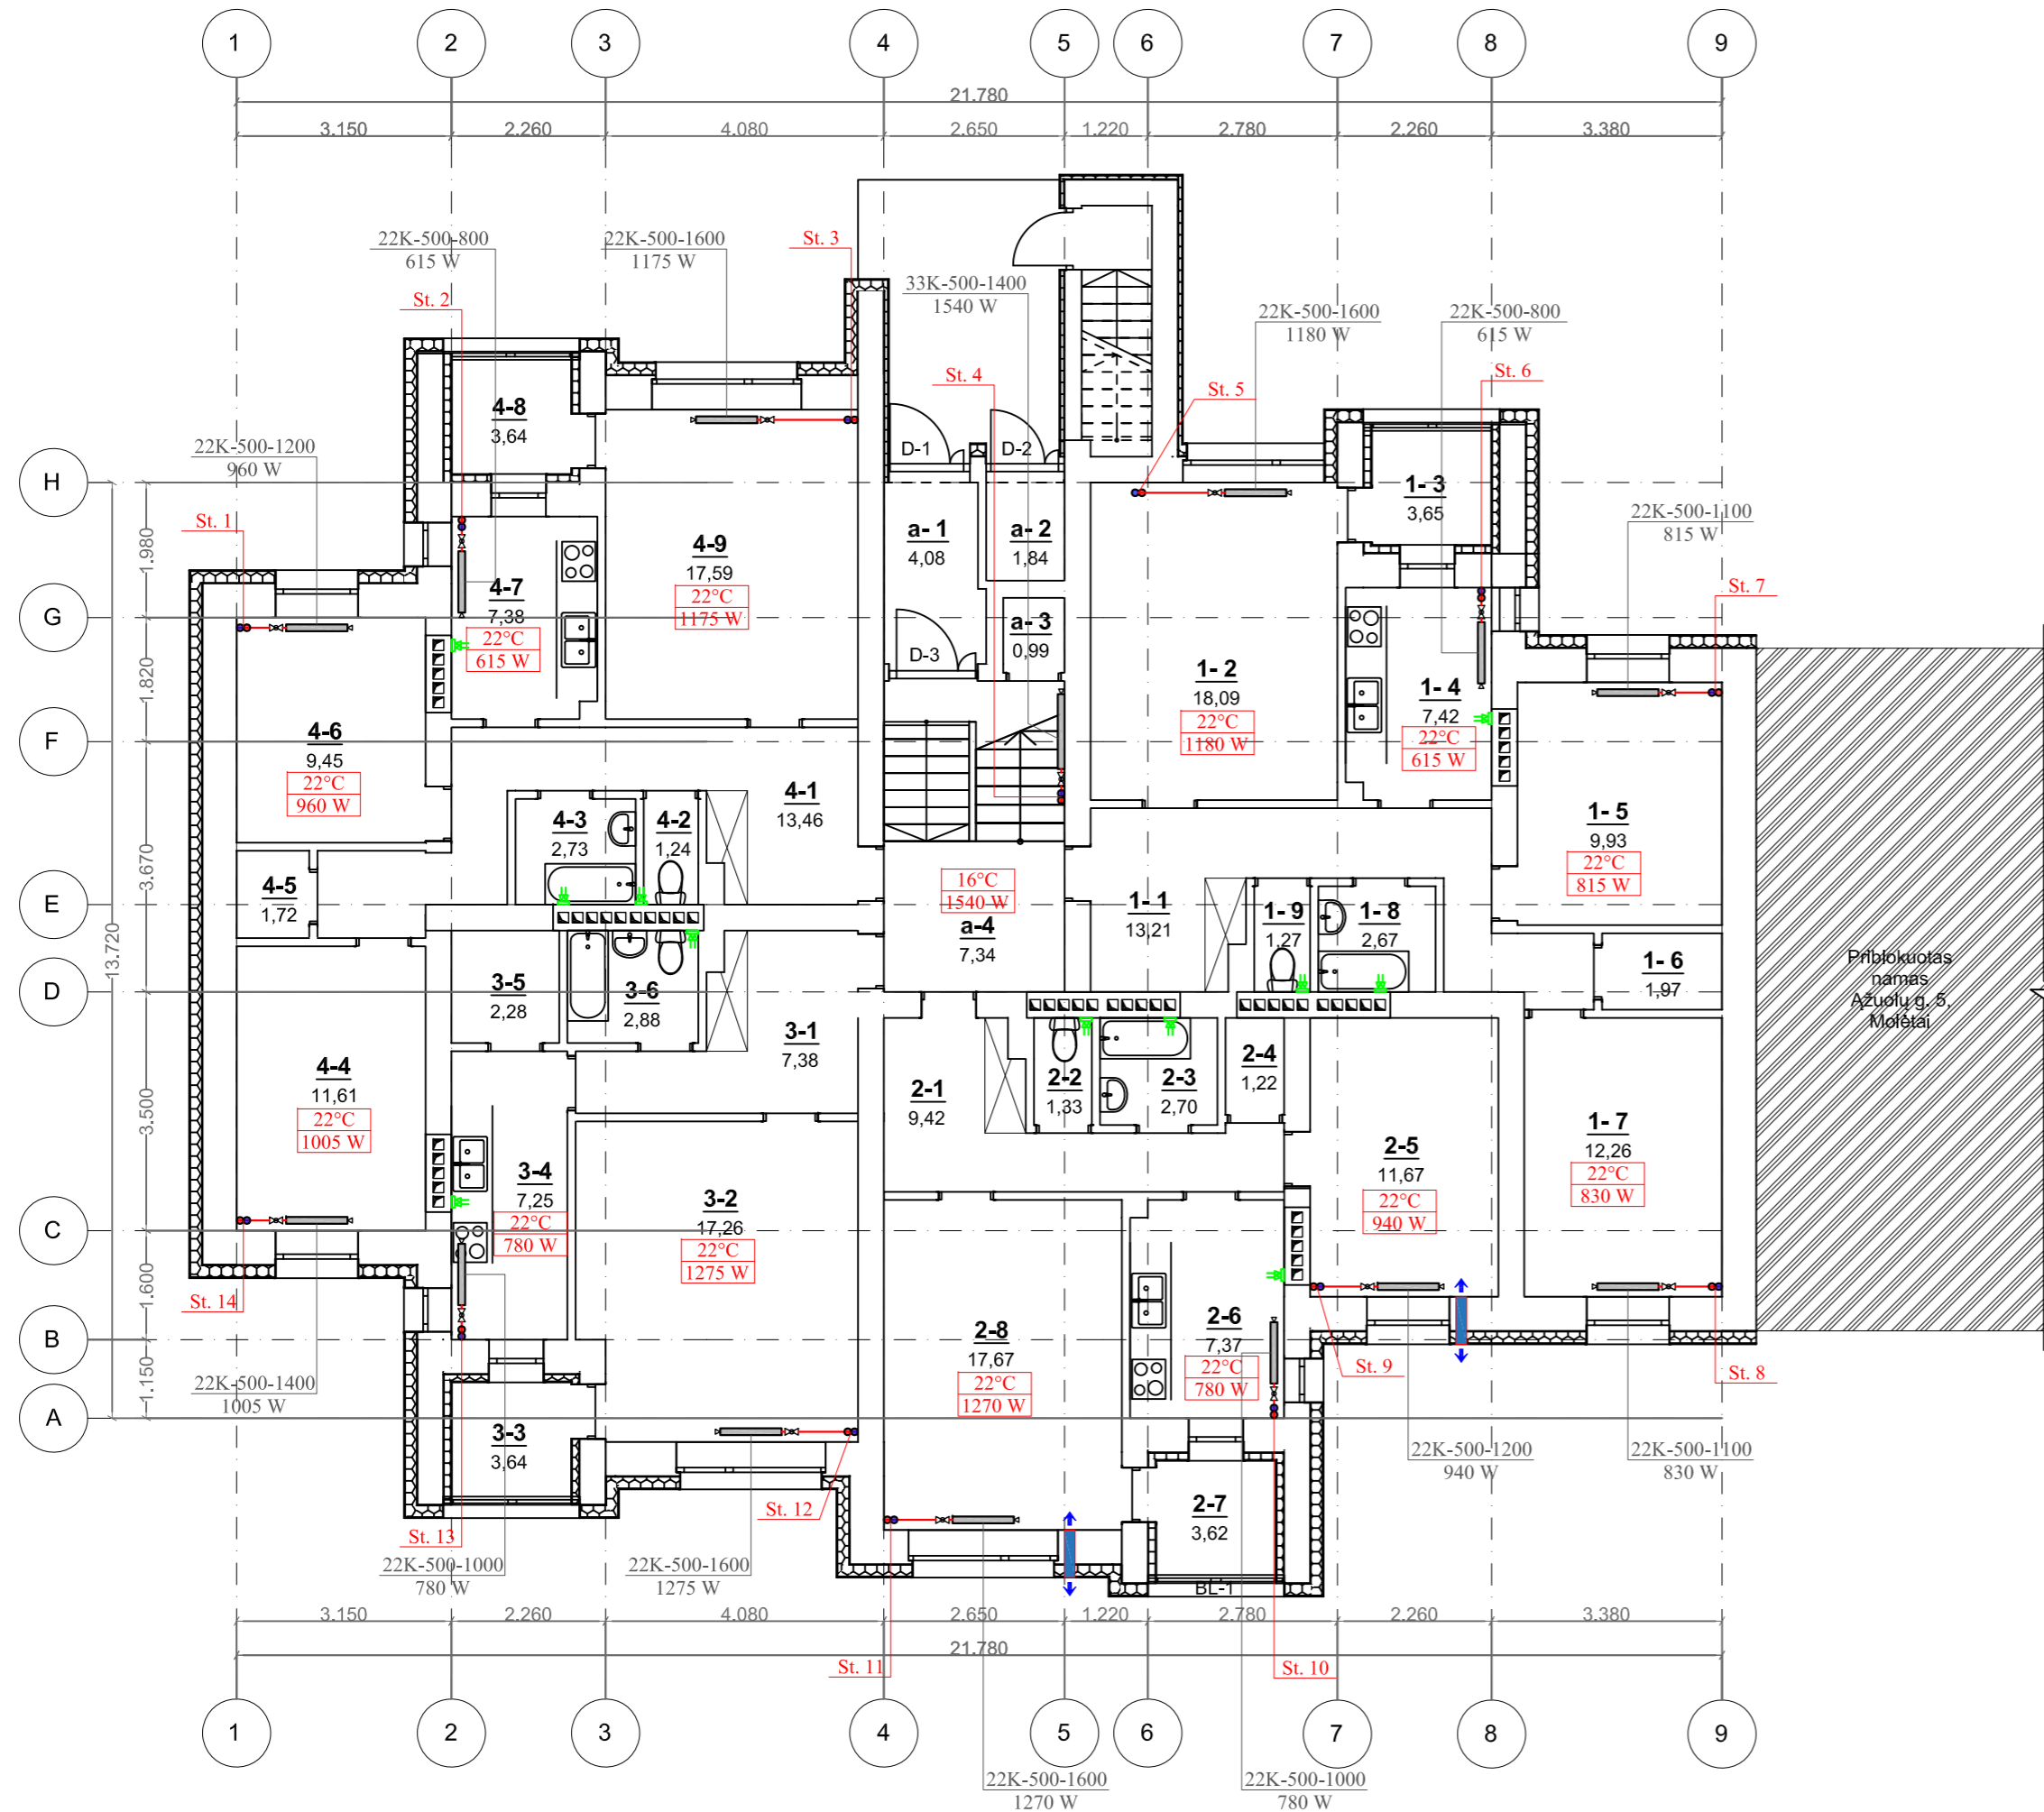 1
2
3
4
5
6
7
8
9
21.780
3.150
2.260
4.080
2.650
1.220
2.780
2.260
3.380
22K-500-800
615 W
22K-500-1600
1175 W
St. 3
St. 2
33K-500-1400
1540 W
22K-500-1600
1180 W
22K-500-800
615 W
St. 4
St. 5
St. 6
4-8
3,64
22K-500-1200
960 W
D-1
D-2
H
1- 3
3,65
22K-500-1100
815 W
St. 1
1.980
4-9
17,59
22°C
1175 W
a- 1
4,08
a- 2
1,84
4-7
7,38
22°C
615 W
G
St. 7
a- 3
0,99
D-3
1.820
1- 2
18,09
22°C
1180 W
1- 4
7,42
22°C
615 W
F
4-6
9,45
22°C
960 W
4-1
13,46
4-3
2,73
4-2
1,24
1- 5
9,93
22°C
815 W
3.670
4-5
1,72
E
16°C
1540 W
a-4
7,34
1- 1
13,21
1- 9
1,27
1- 8
2,67
13.720
1- 6
1,97
Priblokuotas
namas
Ąžuolų g. 5,
Molėtai
D
3-5
2,28
3-6
2,88
3-1
7,38
4-4
11,61
22°C
1005 W
2-1
9,42
2-2
1,33
2-3
2,70
2-4
1,22
3.500
3-4
7,25
22°C
780 W
3-2
17,26
22°C
1275 W
2-5
11,67
22°C
940 W
1- 7
12,26
22°C
830 W
C
1.600
St. 14
B
2-8
17,67
22°C
1270 W
2-6
7,37
22°C
780 W
St. 9
St. 8
1.150
22K-500-1400
1005 W
A
3-3
3,64
22K-500-1200
940 W
22K-500-1100
830 W
St. 12
2-7
3,62
St. 13
22K-500-1000
780 W
22K-500-1600
1275 W
BL-1
3.150
2.260
4.080
2.650
1.220
2.780
2.260
3.380
21.780
St. 11
St. 10
1
2
3
4
5
6
7
8
9
22K-500-1600
1270 W
22K-500-1000
780 W